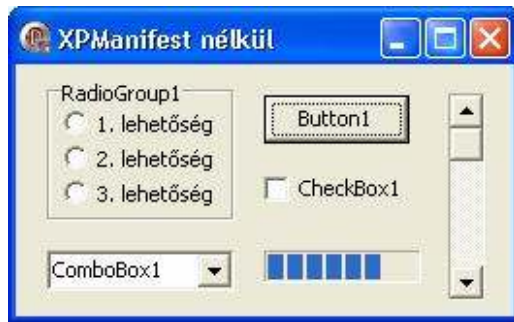 XPManifest nélkül
RadioGroup1
1. lehetőség
2. lehetőség
3. lehetőség
Button1
CheckBox1
ComboBox1